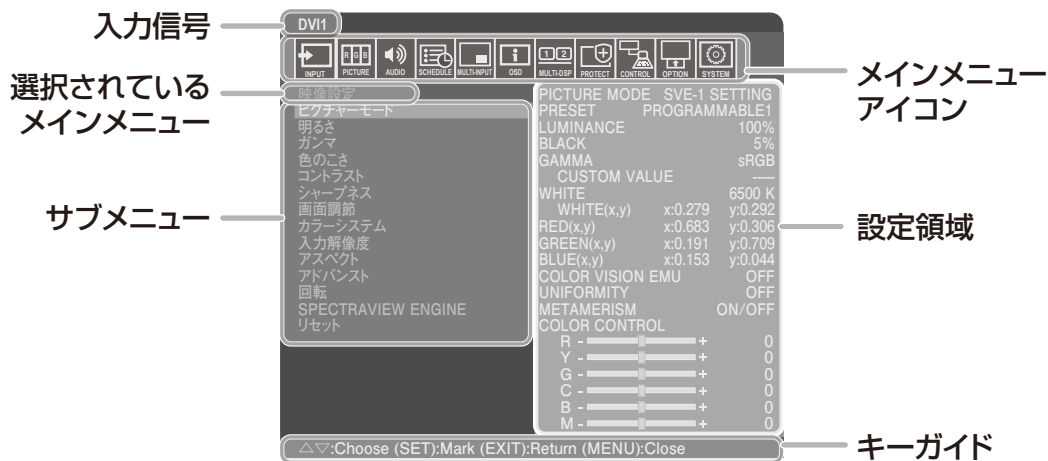 入力信号
DVI1
INPUT
R G B
PICTURE
AUDIO
SCHEDULE
MULTI-INPUT
OSD
1 2
MULTI-DSP
PROTECT
CONTROL
OPTION
SYSTEM
メインメニュー
アイコン
選択されている
メインメニュー
映像設定
サブメニュー
ピクチャーモード
明るさ
ガンマ
色のこさ
コントラスト
シャープネス
画面調節
カラーシステム
入力解像度
アスペクト
アドバンスト
回転
SPECTRAVIEW ENGINE
リセット
PICTURE MODE SVE-1 SETTING
PRESET PROGRAMMABLE1
LUMINANCE 100%
BLACK 5%
GAMMA sRGB
CUSTOM VALUE -----
WHITE 6500 K
WHITE(x,y) x:0.279 y:0.292
RED(x,y) x:0.683 y:0.306
GREEN(x,y) x:0.191 y:0.709
BLUE(x,y) x:0.153 y:0.044
COLOR VISION EMU OFF
UNIFORMITY OFF
METAMERISM ON/OFF
COLOR CONTROL
R - + 0
Y - + 0
G - + 0
C - + 0
B - + 0
M - + 0
設定領域
△▽:Choose (SET):Mark (EXIT):Return (MENU):Close
キーガイド